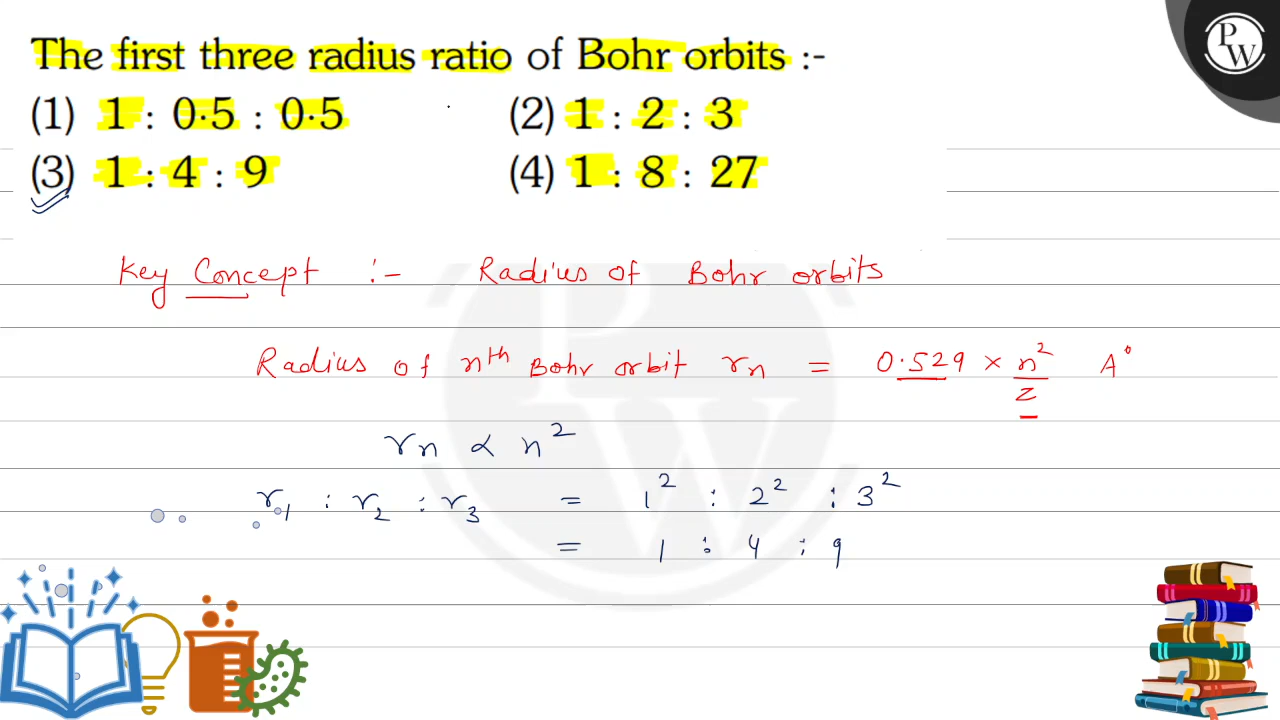 The first three radius ratio of Bohr orbits :-
(1) 1 : 0·5 : 0·5 (2) 1 : 2 : 3
(3) 1 : 4 : 9 (4) 1 : 8 : 27
Key Concept :- Radius of Bohr orbits
Radius of nth Bohr orbit rn = 0.529 × n²/z A°
rn ∝ n²
r1 : r2 : r3 = 1² : 2² : 3²
= 1 : 4 : 9
PW
PW